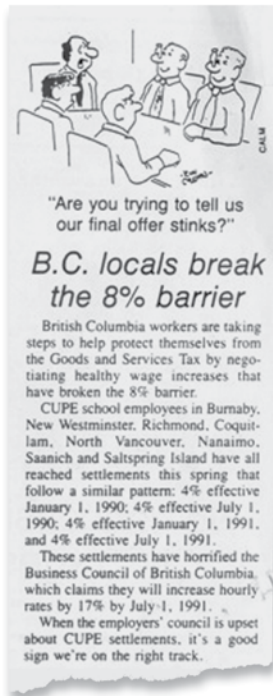 CALM
"Are you trying to tell us
our final offer stinks?"
B.C. locals break
the 8% barrier
British Columbia workers are taking
steps to help protect themselves from
the Goods and Services Tax by nego-
tiating healthy wage increases that
have broken the 8% barrier.
CUPE school employees in Burnaby,
New Westminster, Richmond, Coquit-
lam, North Vancouver, Nanaimo,
Saanich and Saltspring Island have all
reached settlements this spring that
follow a similar pattern: 4% effective
January 1, 1990; 4% effective July 1,
1990; 4% effective January 1, 1991,
and 4% effective July 1, 1991.
These settlements have horrified the
Business Council of British Columbia,
which claims they will increase hourly
rates by 17% by July 1, 1991.
When the employers' council is upset
about CUPE settlements, it's a good
sign we're on the right track.